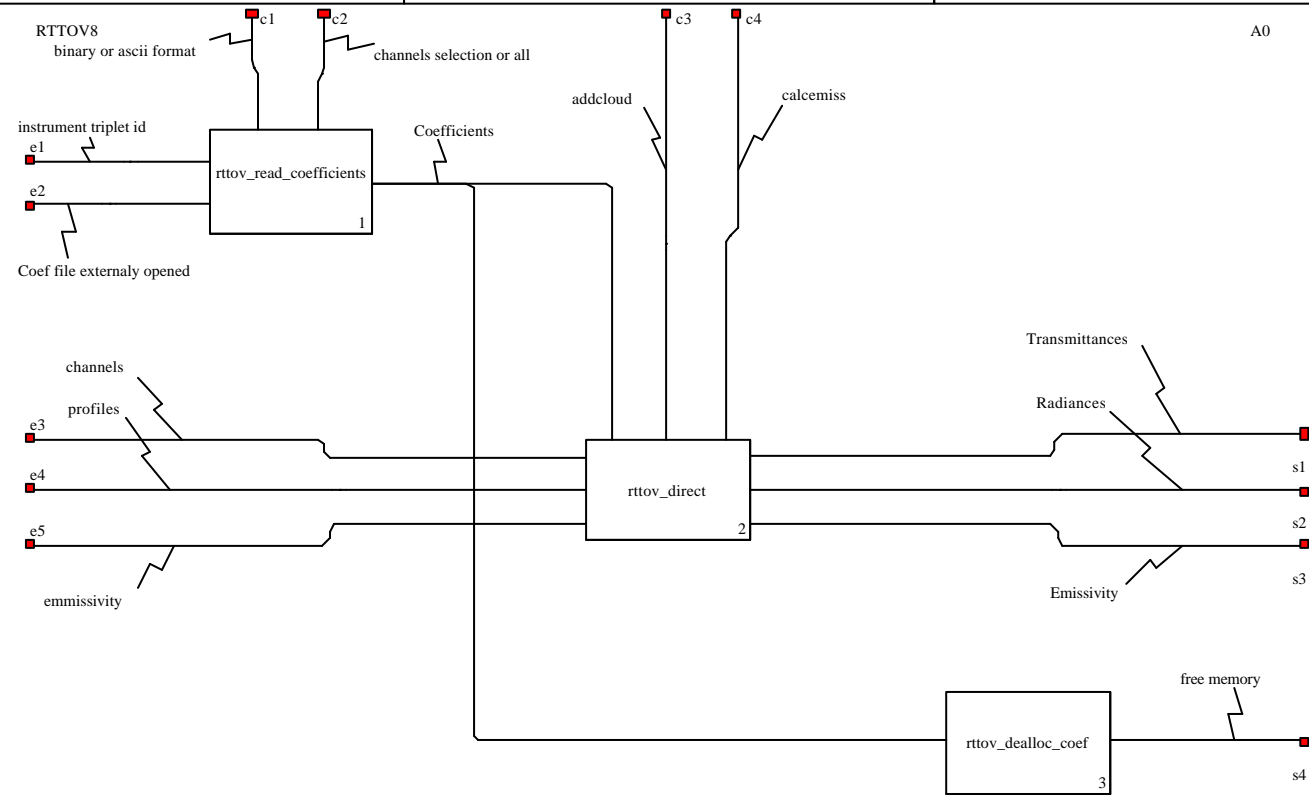 c1
c2
c3
c4
RTTOV8
A0
binary or ascii format
channels selection or all
addcloud
calcemiss
instrument triplet id
Coefficients
e1
rttov_read_coefficients
e2
1
Coef file externaly opened
Transmittances
channels
profiles
Radiances
e3
s1
e4
rttov_direct
s2
e5
2
s3
emmissivity
Emissivity
free memory
rttov_dealloc_coef
s4
3